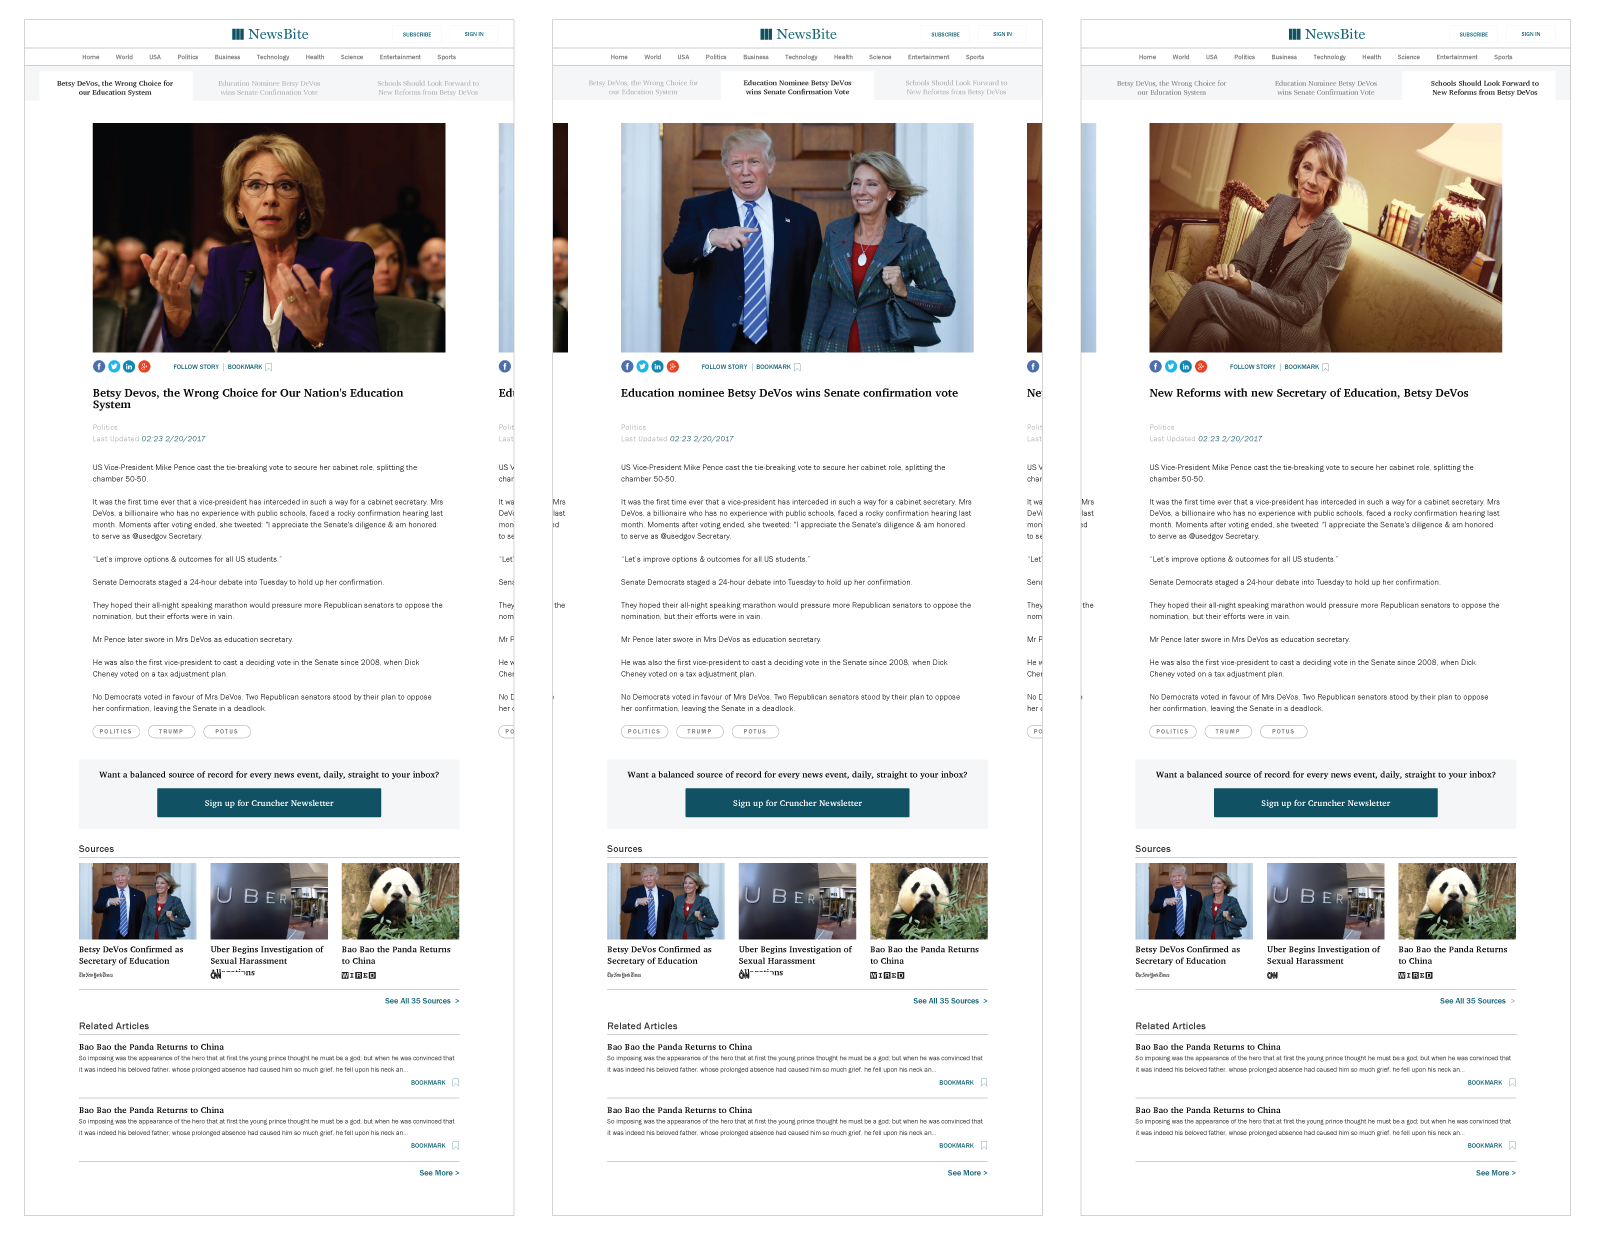 NewsBite
SUBSCRIBE SIGN IN
Home World USA Politics Business Technology Health Science Entertainment Sports
Betsy DeVos, the Wrong Choice for
our Education System
Education Nominee Betsy DeVos
wins Senate Confirmation Vote
Schools Should Look Forward to
New Reforms from Betsy DeVos
FOLLOW STORY | BOOKMARK
Betsy Devos, the Wrong Choice for Our Nation's Education
System
Politics
Last Updated 02:23 2/20/2017
US Vice-President Mike Pence cast the tie-breaking vote to secure her cabinet role, splitting the
chamber 50-50.
It was the first time ever that a vice-president has interceded in such a way for a cabinet secretary. Mrs
DeVos, a billionaire who has no experience with public schools, faced a rocky confirmation hearing last
month. Moments after voting ended, she tweeted: "I appreciate the Senate's diligence & am honored
to serve as @usedgov Secretary.
"Let's improve options & outcomes for all US students."
Senate Democrats staged a 24-hour debate into Tuesday to hold up her confirmation.
They hoped their all-night speaking marathon would pressure more Republican senators to oppose the
nomination, but their efforts were in vain.
Mr Pence later swore in Mrs DeVos as education secretary.
He was also the first vice-president to cast a deciding vote in the Senate since 2008, when Dick
Cheney voted on a tax adjustment plan.
No Democrats voted in favour of Mrs DeVos. Two Republican senators stood by their plan to oppose
her confirmation, leaving the Senate in a deadlock.
POLITICS TRUMP POTUS
Want a balanced source of record for every news event, daily, straight to your inbox?
Sign up for Cruncher Newsletter
Sources
UBER
Betsy DeVos Confirmed as
Secretary of Education
The New York Times
Uber Begins Investigation of
Sexual Harassment
CNN
Bao Bao the Panda Returns
to China
WIRED
See All 35 Sources >
Related Articles
Bao Bao the Panda Returns to China
So imposing was the appearance of the hero that at first the young prince thought he must be a god; but when he was convinced that
it was indeed his beloved father, whose prolonged absence had caused him so much grief, he fell upon his neck an...
BOOKMARK
Bao Bao the Panda Returns to China
So imposing was the appearance of the hero that at first the young prince thought he must be a god; but when he was convinced that
it was indeed his beloved father, whose prolonged absence had caused him so much grief, he fell upon his neck an...
BOOKMARK
See More >
NewsBite
SUBSCRIBE SIGN IN
Home World USA Politics Business Technology Health Science Entertainment Sports
Betsy DeVos, the Wrong Choice for
our Education System
Education Nominee Betsy DeVos
wins Senate Confirmation Vote
Schools Should Look Forward to
New Reforms from Betsy DeVos
FOLLOW STORY | BOOKMARK
Education nominee Betsy DeVos wins Senate confirmation vote
Politics
Last Updated 02:23 2/20/2017
US Vice-President Mike Pence cast the tie-breaking vote to secure her cabinet role, splitting the
chamber 50-50.
It was the first time ever that a vice-president has interceded in such a way for a cabinet secretary. Mrs
DeVos, a billionaire who has no experience with public schools, faced a rocky confirmation hearing last
month. Moments after voting ended, she tweeted: "I appreciate the Senate's diligence & am honored
to serve as @usedgov Secretary.
"Let's improve options & outcomes for all US students."
Senate Democrats staged a 24-hour debate into Tuesday to hold up her confirmation.
They hoped their all-night speaking marathon would pressure more Republican senators to oppose the
nomination, but their efforts were in vain.
Mr Pence later swore in Mrs DeVos as education secretary.
He was also the first vice-president to cast a deciding vote in the Senate since 2008, when Dick
Cheney voted on a tax adjustment plan.
No Democrats voted in favour of Mrs DeVos. Two Republican senators stood by their plan to oppose
her confirmation, leaving the Senate in a deadlock.
POLITICS TRUMP POTUS
Want a balanced source of record for every news event, daily, straight to your inbox?
Sign up for Cruncher Newsletter
Sources
UBER
Betsy DeVos Confirmed as
Secretary of Education
The New York Times
Uber Begins Investigation of
Sexual Harassment
CNN
Bao Bao the Panda Returns
to China
WIRED
See All 35 Sources >
Related Articles
Bao Bao the Panda Returns to China
So imposing was the appearance of the hero that at first the young prince thought he must be a god; but when he was convinced that
it was indeed his beloved father, whose prolonged absence had caused him so much grief, he fell upon his neck an...
BOOKMARK
Bao Bao the Panda Returns to China
So imposing was the appearance of the hero that at first the young prince thought he must be a god; but when he was convinced that
it was indeed his beloved father, whose prolonged absence had caused him so much grief, he fell upon his neck an...
BOOKMARK
See More >
NewsBite
SUBSCRIBE SIGN IN
Home World USA Politics Business Technology Health Science Entertainment Sports
Betsy DeVos, the Wrong Choice for
our Education System
Education Nominee Betsy DeVos
wins Senate Confirmation Vote
Schools Should Look Forward to
New Reforms from Betsy DeVos
FOLLOW STORY | BOOKMARK
New Reforms with new Secretary of Education, Betsy DeVos
Politics
Last Updated 02:23 2/20/2017
US Vice-President Mike Pence cast the tie-breaking vote to secure her cabinet role, splitting the
chamber 50-50.
It was the first time ever that a vice-president has interceded in such a way for a cabinet secretary. Mrs
DeVos, a billionaire who has no experience with public schools, faced a rocky confirmation hearing last
month. Moments after voting ended, she tweeted: "I appreciate the Senate's diligence & am honored
to serve as @usedgov Secretary.
"Let's improve options & outcomes for all US students."
Senate Democrats staged a 24-hour debate into Tuesday to hold up her confirmation.
They hoped their all-night speaking marathon would pressure more Republican senators to oppose the
nomination, but their efforts were in vain.
Mr Pence later swore in Mrs DeVos as education secretary.
He was also the first vice-president to cast a deciding vote in the Senate since 2008, when Dick
Cheney voted on a tax adjustment plan.
No Democrats voted in favour of Mrs DeVos. Two Republican senators stood by their plan to oppose
her confirmation, leaving the Senate in a deadlock.
POLITICS TRUMP POTUS
Want a balanced source of record for every news event, daily, straight to your inbox?
Sign up for Cruncher Newsletter
Sources
UBER
Betsy DeVos Confirmed as
Secretary of Education
The New York Times
Uber Begins Investigation of
Sexual Harassment
CNN
Bao Bao the Panda Returns
to China
WIRED
See All 35 Sources >
Related Articles
Bao Bao the Panda Returns to China
So imposing was the appearance of the hero that at first the young prince thought he must be a god; but when he was convinced that
it was indeed his beloved father, whose prolonged absence had caused him so much grief, he fell upon his neck an...
BOOKMARK
Bao Bao the Panda Returns to China
So imposing was the appearance of the hero that at first the young prince thought he must be a god; but when he was convinced that
it was indeed his beloved father, whose prolonged absence had caused him so much grief, he fell upon his neck an...
BOOKMARK
See More >